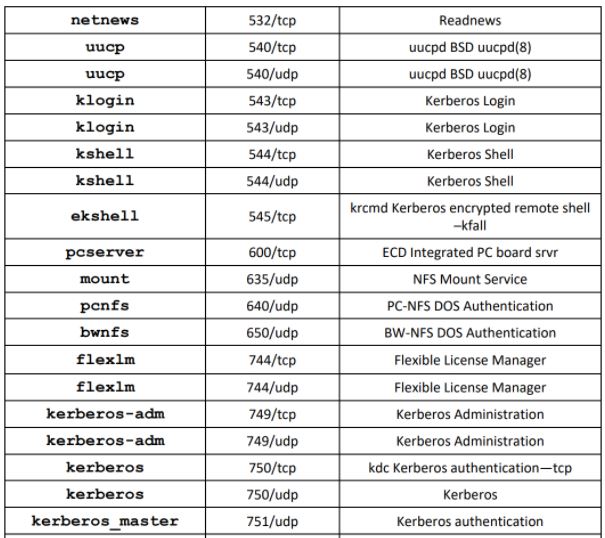 netnews 532/tcp Readnews
uucp 540/tcp uucpd BSD uucpd(8)
uucp 540/udp uucpd BSD uucpd(8)
klogin 543/tcp Kerberos Login
klogin 543/udp Kerberos Login
kshell 544/tcp Kerberos Shell
kshell 544/udp Kerberos Shell
ekshell 545/tcp krcmd Kerberos encrypted remote shell
–kfall
pcserver 600/tcp ECD Integrated PC board srvr
mount 635/udp NFS Mount Service
pcnfs 640/udp PC-NFS DOS Authentication
bwnfs 650/udp BW-NFS DOS Authentication
flexlm 744/tcp Flexible License Manager
flexlm 744/udp Flexible License Manager
kerberos-adm 749/tcp Kerberos Administration
kerberos-adm 749/udp Kerberos Administration
kerberos 750/tcp kdc Kerberos authentication—tcp
kerberos 750/udp Kerberos
kerberos_master 751/udp Kerberos authentication